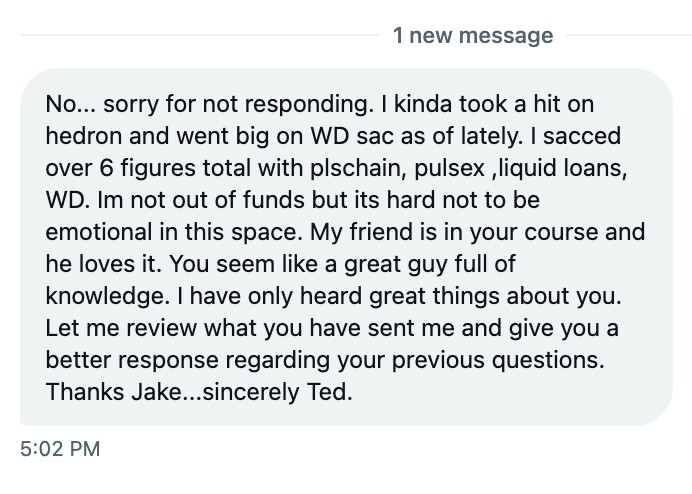 1 new message
No... sorry for not responding. I kinda took a hit on
hedron and went big on WD sac as of lately. I sacced
over 6 figures total with plschain, pulsex ,liquid loans,
WD. Im not out of funds but its hard not to be
emotional in this space. My friend is in your course and
he loves it. You seem like a great guy full of
knowledge. I have only heard great things about you.
Let me review what you have sent me and give you a
better response regarding your previous questions.
Thanks Jake...sincerely Ted.
5:02 PM